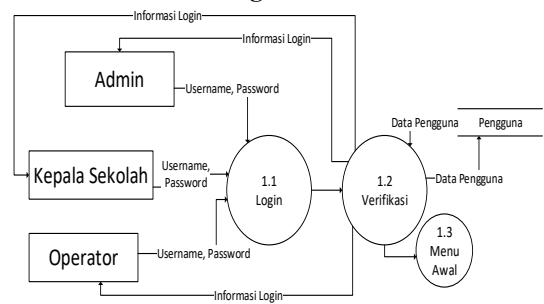 Informasi Login
Informasi Login
Admin
Username, Password
Data Pengguna
Pengguna
Kepala Sekolah
Username,
Password
1.1
Login
1.2
Verifikasi
Data Pengguna
1.3
Menu
Awal
Operator
Username, Password
Informasi Login